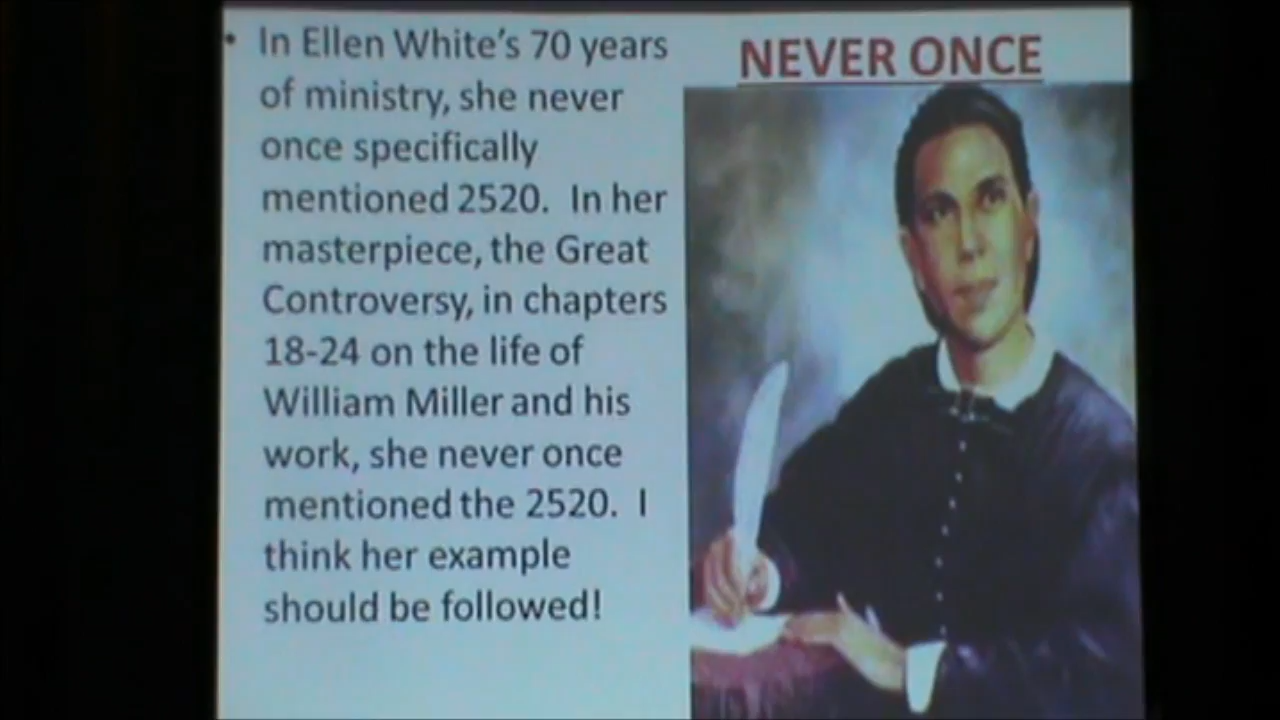 • In Ellen White's 70 years
of ministry, she never
once specifically
mentioned 2520.  In her
masterpiece, the Great
Controversy, in chapters
18-24 on the life of
William Miller and his
work, she never once
mentioned the 2520.  I
think her example
should be followed!
NEVER ONCE